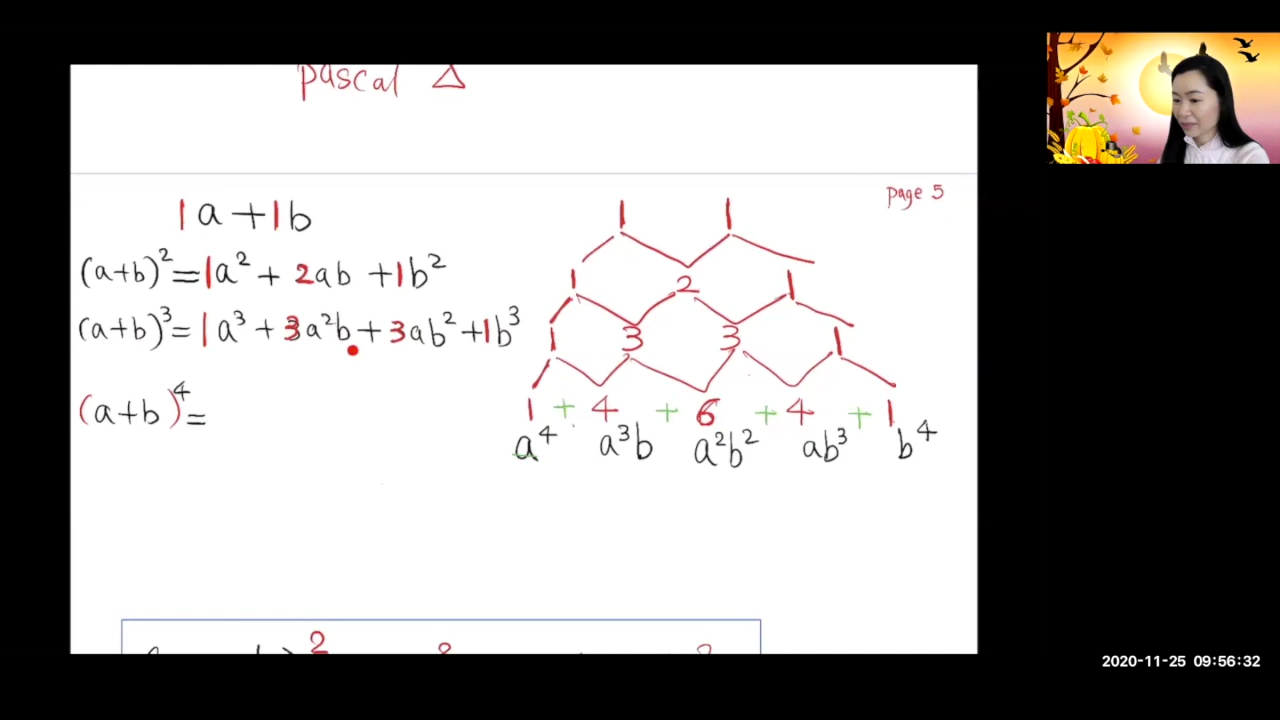 pascal △
page 5
1a+1b
(a+b)²=1a² + 2ab +1b²
(a+b)³=1a³+3a²b+3ab²+1b³
(a+b)⁴=
1 1
1 2 1
1 3 3 1
1 + 4 + 6 + 4 + 1
a⁴ a³b a²b² ab³ b⁴
2020-11-25 09:56:32